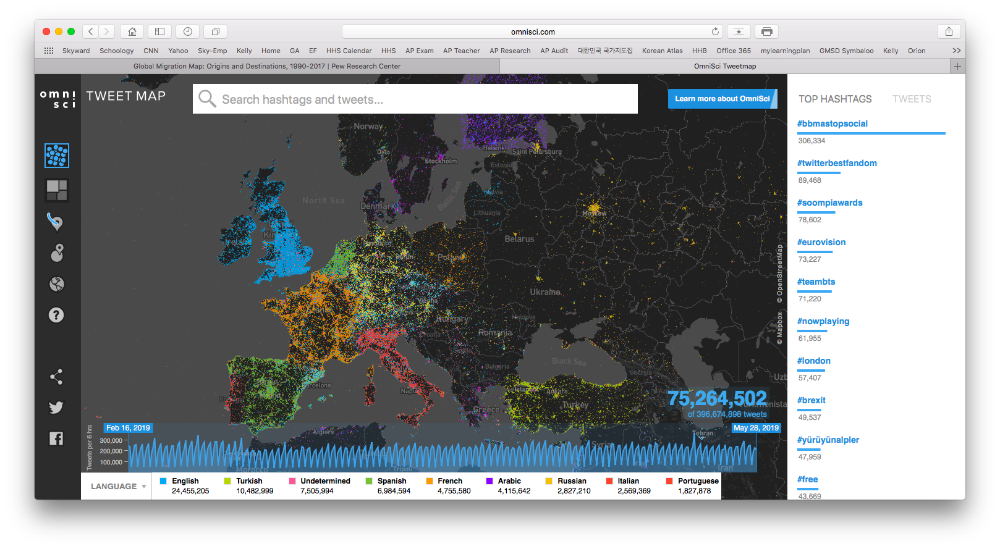 omnisci.com
Skyward Schoology CNN Yahoo Sky-Emp Kelly Home GA EF HHS Calendar HHS AP Exam AP Teacher AP Research AP Audit 대한민국 국가지도집 Korean Atlas HHB Office 365 mylearningplan GMSD Symbaloo Kelly Orion
Global Migration Map: Origins and Destinations, 1990-2017 | Pew Research Center
OmniSci Tweetmap
omni
sci
TWEET MAP
Search hashtags and tweets...
Learn more about OmniSci
TOP HASHTAGS TWEETS
#bbmastopsocial
306,334
#twitterbestfandom
89,468
#soompiawards
78,602
#eurovision
73,227
#teambts
71,220
#nowplaying
61,955
#london
57,407
#brexit
49,537
#yürüyünalpler
47,959
#free
43,669
Norway
Oslo
Stockholm
Helsinki
Saint Petersburg
Estonia
North Sea
Denmark
Baltic Sea
Latvia
Lithuania
Moscow
Ireland
Belarus
Poland
Ukraine
Vienna
Hungary
Moldova
Croatia
Romania
Bulgaria
Black Sea
Georgia
Barcelona
Naples
Istanbul
Ankara
Turkey
Greece
Portugal
Algiers
Syria
Tehran
Iran
Casablanca
Morocco
Tripoli
© Mapbox © OpenStreetMap
75,264,502
of 396,674,898 tweets
Feb 16, 2019
May 28, 2019
Tweets per 6 hrs
300,000
200,000
100,000
LANGUAGE
English
24,455,205
Turkish
10,482,999
Undetermined
7,505,994
Spanish
6,984,594
French
4,755,580
Arabic
4,115,642
Russian
2,827,210
Italian
2,569,369
Portuguese
1,827,878